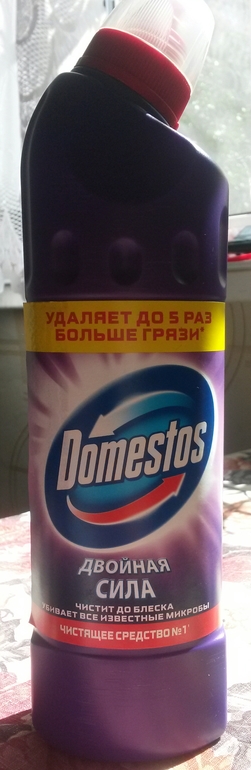 УДАЛЯЕТ ДО 5 РАЗ
БОЛЬШЕ ГРЯЗИ*
Domestos
ДВОЙНАЯ
СИЛА
ЧИСТИТ ДО БЛЕСКА
УБИВАЕТ ВСЕ ИЗВЕСТНЫЕ МИКРОБЫ
ЧИСТЯЩЕЕ СРЕДСТВО №1